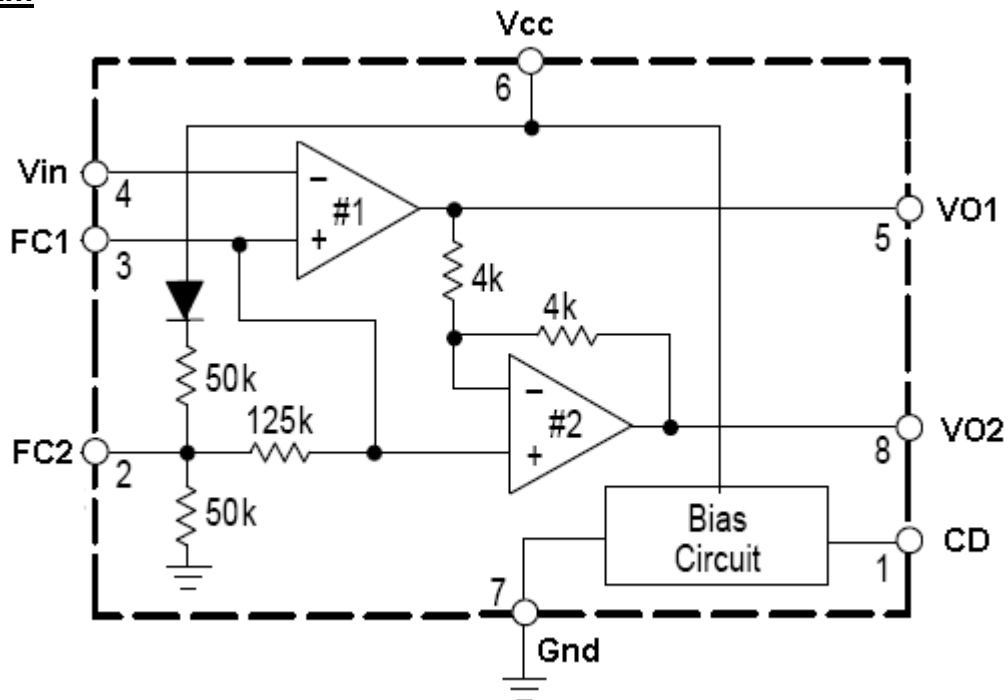 Vcc
6
Vin
4
#1
−
+
VO1
5
FC1
3
4k
4k
50k
125k
FC2
2
#2
−
+
VO2
8
50k
Bias
Circuit
CD
1
7
Gnd